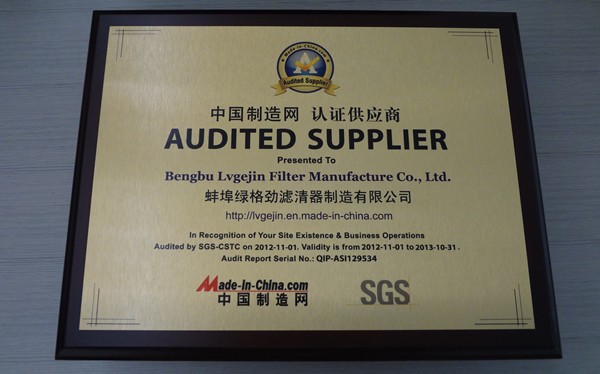 Made-in-China.com
Audited Supplier
中国制造网 认证供应商
AUDITED SUPPLIER
Presented To
Bengbu Lvgejin Filter Manufacture Co., Ltd.
蚌埠绿格劲滤清器制造有限公司
http://lvgejin.en.made-in-china.com
In Recognition of Your Site Existence & Business Operations
Audited by SGS-CSTC on 2012-11-01. Validity is from 2012-11-01 to 2013-10-31.
Audit Report Serial No.: QIP-ASI129534
Made-in-China.com
中国制造网
SGS